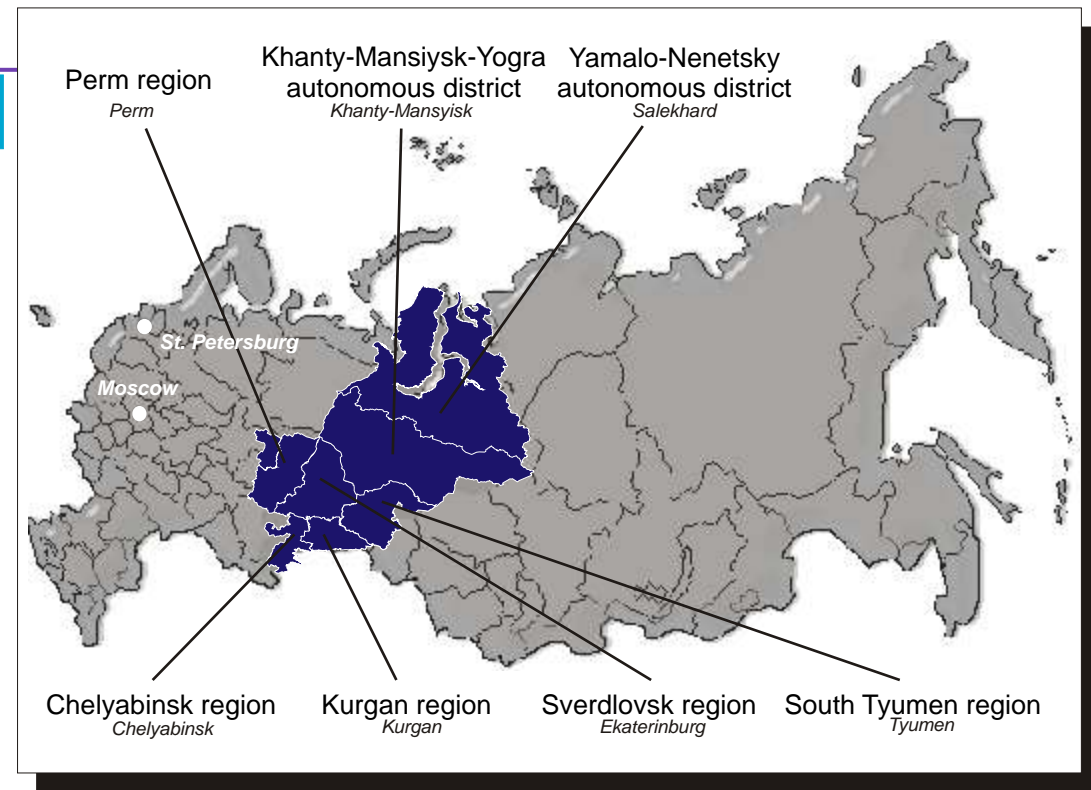 Perm region
Perm
Khanty-Mansiysk-Yogra
autonomous district
Khanty-Mansyisk
Yamalo-Nenetsky
autonomous district
Salekhard
St. Petersburg
Moscow
Chelyabinsk region
Chelyabinsk
Kurgan region
Kurgan
Sverdlovsk region
Ekaterinburg
South Tyumen region
Tyumen